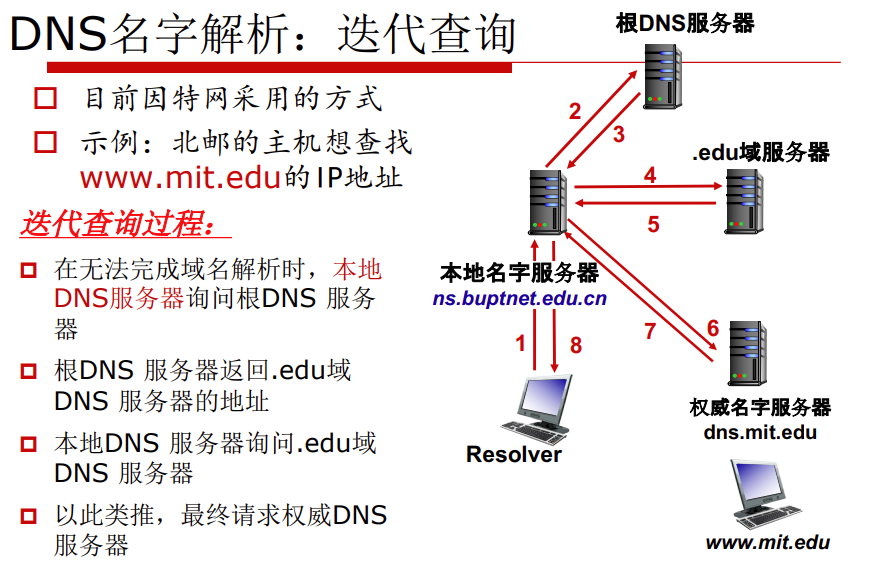 DNS名字解析：迭代查询
目前因特网采用的方式
示例：北邮的主机想查找
www.mit.edu的IP地址
迭代查询过程：
在无法完成域名解析时，本地
DNS服务器询问根DNS 服务
器
根DNS 服务器返回.edu域
DNS 服务器的地址
本地DNS 服务器询问.edu域
DNS 服务器
以此类推，最终请求权威DNS
服务器
根DNS服务器
2
3
.edu域服务器
4
5
本地名字服务器
ns.buptnet.edu.cn
6
7
1
8
权威名字服务器
dns.mit.edu
Resolver
www.mit.edu